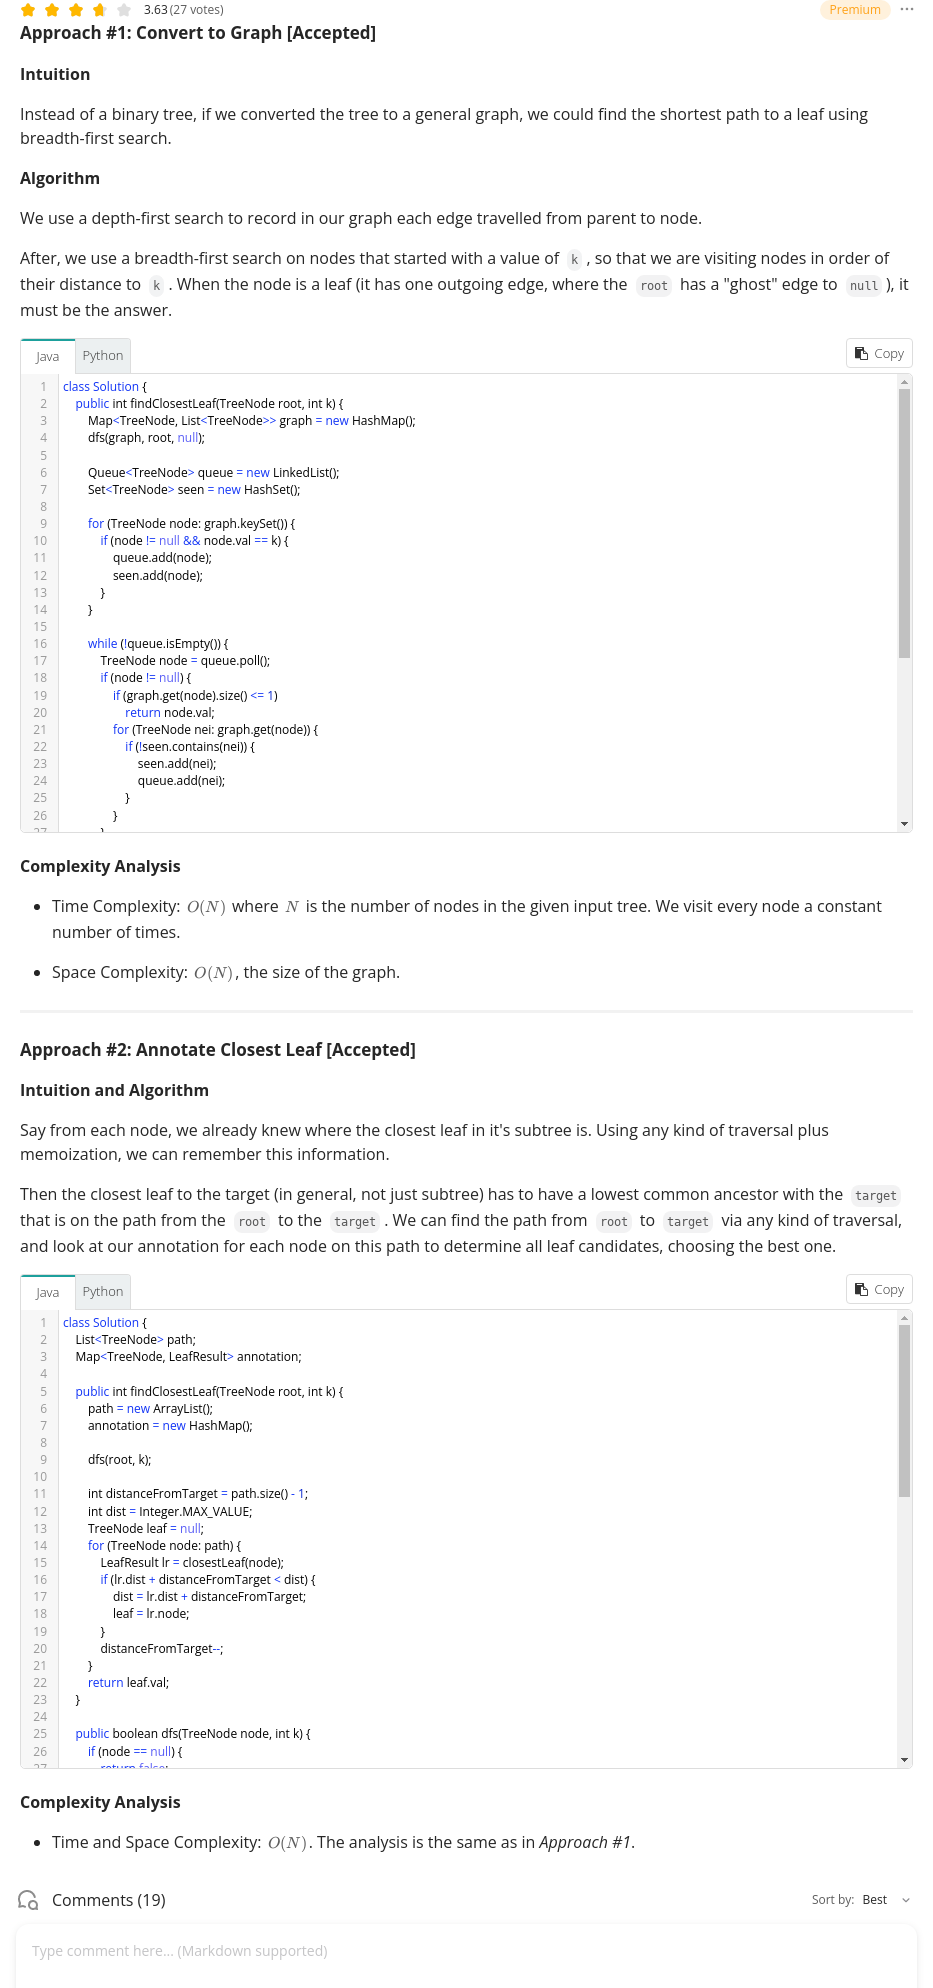 3.63 (27 votes)
Premium
Approach #1: Convert to Graph [Accepted]
Intuition
Instead of a binary tree, if we converted the tree to a general graph, we could find the shortest path to a leaf using
breadth-first search.
Algorithm
We use a depth-first search to record in our graph each edge travelled from parent to node.
After, we use a breadth-first search on nodes that started with a value of k , so that we are visiting nodes in order of
their distance to k . When the node is a leaf (it has one outgoing edge, where the root has a "ghost" edge to null ), it
must be the answer.
Java Python Copy
1 class Solution {
2     public int findClosestLeaf(TreeNode root, int k) {
3         Map<TreeNode, List<TreeNode>> graph = new HashMap();
4         dfs(graph, root, null);
5
6         Queue<TreeNode> queue = new LinkedList();
7         Set<TreeNode> seen = new HashSet();
8
9         for (TreeNode node: graph.keySet()) {
10             if (node != null && node.val == k) {
11                 queue.add(node);
12                 seen.add(node);
13             }
14         }
15
16         while (!queue.isEmpty()) {
17             TreeNode node = queue.poll();
18             if (node != null) {
19                 if (graph.get(node).size() <= 1)
20                     return node.val;
21                 for (TreeNode nei: graph.get(node)) {
22                     if (!seen.contains(nei)) {
23                         seen.add(nei);
24                         queue.add(nei);
25                     }
26                 }
27             }
Complexity Analysis
• Time Complexity: O(N) where N is the number of nodes in the given input tree. We visit every node a constant
number of times.
• Space Complexity: O(N), the size of the graph.
Approach #2: Annotate Closest Leaf [Accepted]
Intuition and Algorithm
Say from each node, we already knew where the closest leaf in it's subtree is. Using any kind of traversal plus
memoization, we can remember this information.
Then the closest leaf to the target (in general, not just subtree) has to have a lowest common ancestor with the target
that is on the path from the root to the target . We can find the path from root to target via any kind of traversal,
and look at our annotation for each node on this path to determine all leaf candidates, choosing the best one.
Java Python Copy
1 class Solution {
2     List<TreeNode> path;
3     Map<TreeNode, LeafResult> annotation;
4
5     public int findClosestLeaf(TreeNode root, int k) {
6         path = new ArrayList();
7         annotation = new HashMap();
8
9         dfs(root, k);
10
11         int distanceFromTarget = path.size() - 1;
12         int dist = Integer.MAX_VALUE;
13         TreeNode leaf = null;
14         for (TreeNode node: path) {
15             LeafResult lr = closestLeaf(node);
16             if (lr.dist + distanceFromTarget < dist) {
17                 dist = lr.dist + distanceFromTarget;
18                 leaf = lr.node;
19             }
20             distanceFromTarget--;
21         }
22         return leaf.val;
23     }
24
25     public boolean dfs(TreeNode node, int k) {
26         if (node == null) {
27             return false;
Complexity Analysis
• Time and Space Complexity: O(N). The analysis is the same as in Approach #1.
Comments (19)
Sort by: Best
Type comment here... (Markdown supported)